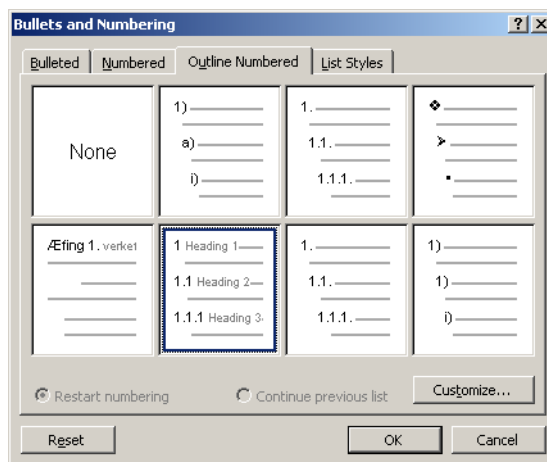 Bullets and Numbering
Bulleted Numbered Outline Numbered List Styles
None
1)
a)
i)
1.
1.1.
1.1.1.
Æfing 1. verkef
1 Heading 1
1.1 Heading 2
1.1.1 Heading 3
1.
1.1.
1.1.1.
1)
1)
i)
Restart numbering Continue previous list Customize...
Reset OK Cancel